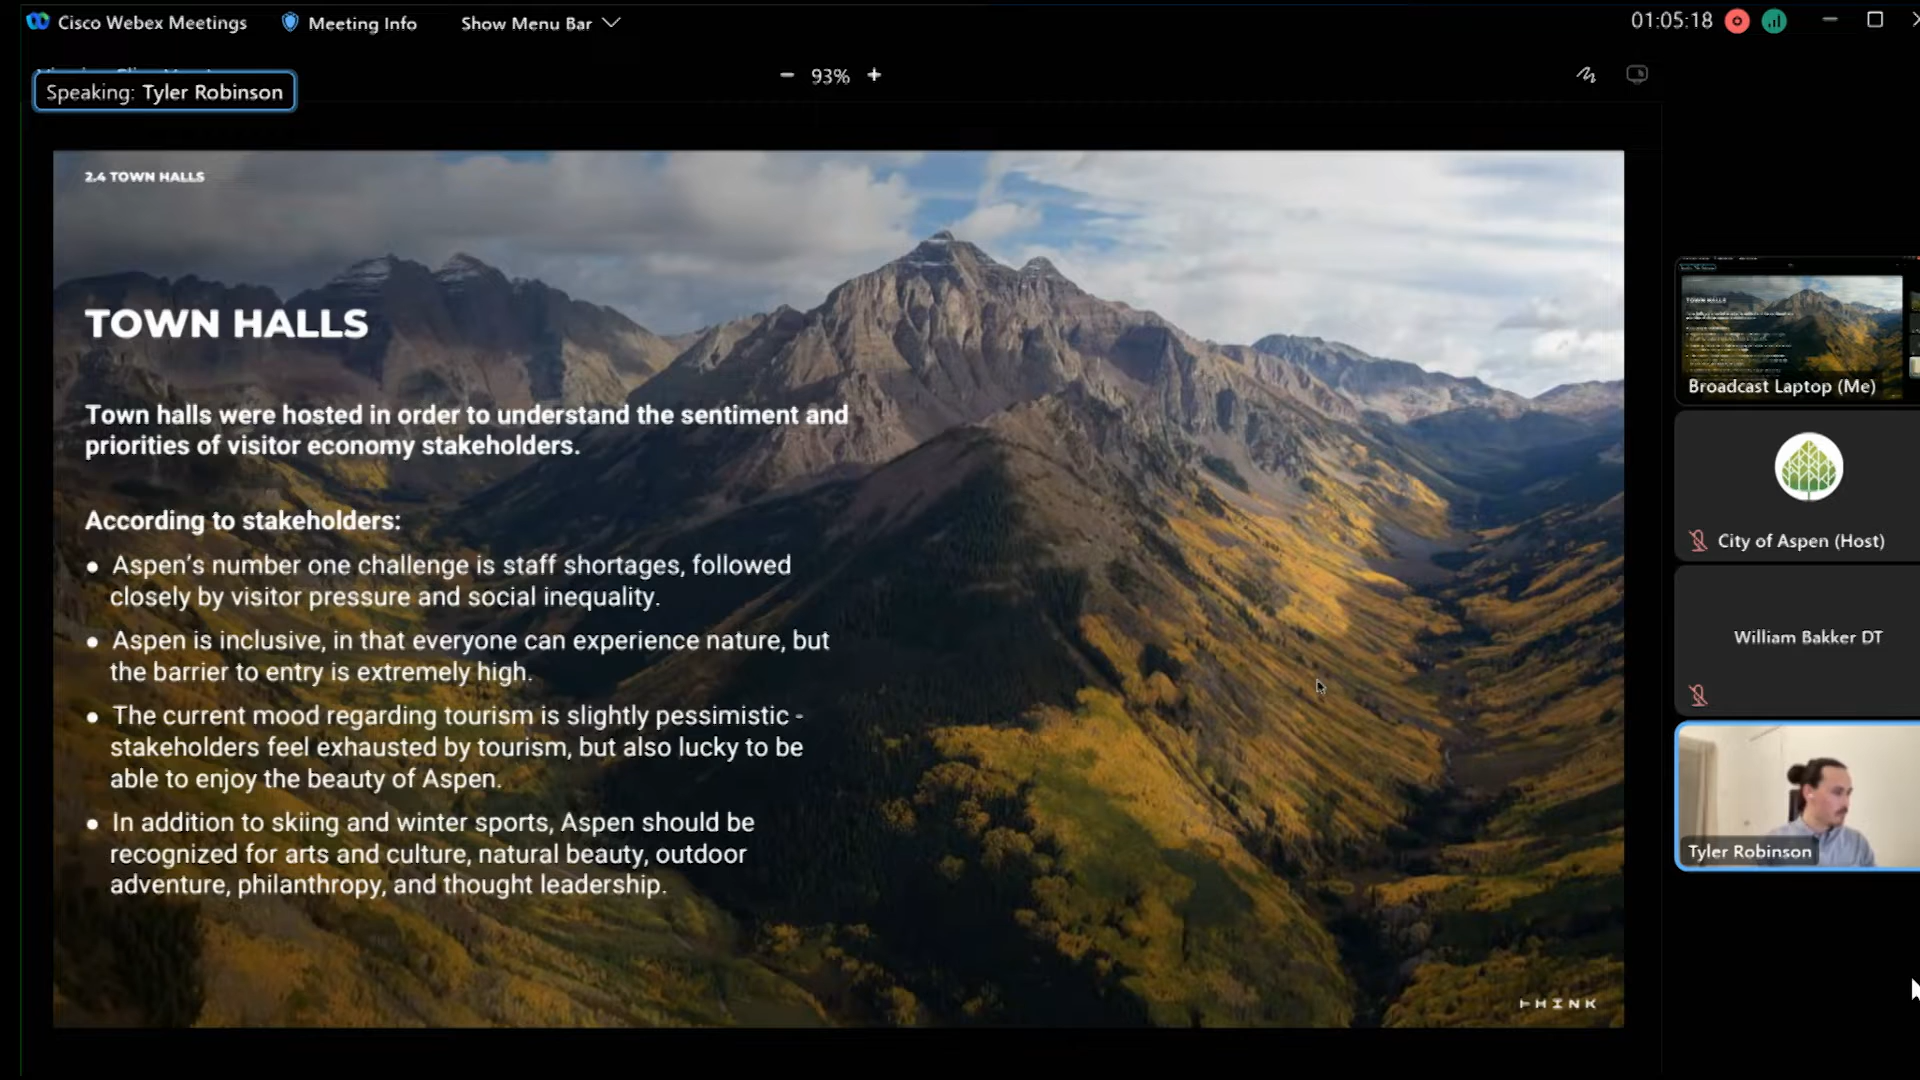 Cisco Webex Meetings
Meeting Info
Show Menu Bar
01:05:18
Speaking: Tyler Robinson
93%
2.4 TOWN HALLS
TOWN HALLS
Town halls were hosted in order to understand the sentiment and
priorities of visitor economy stakeholders.
According to stakeholders:
● Aspen's number one challenge is staff shortages, followed
closely by visitor pressure and social inequality.
● Aspen is inclusive, in that everyone can experience nature, but
the barrier to entry is extremely high.
● The current mood regarding tourism is slightly pessimistic -
stakeholders feel exhausted by tourism, but also lucky to be
able to enjoy the beauty of Aspen.
● In addition to skiing and winter sports, Aspen should be
recognized for arts and culture, natural beauty, outdoor
adventure, philanthropy, and thought leadership.
THINK
TOWN HALLS
Broadcast Laptop (Me)
City of Aspen (Host)
William Bakker DT
Tyler Robinson